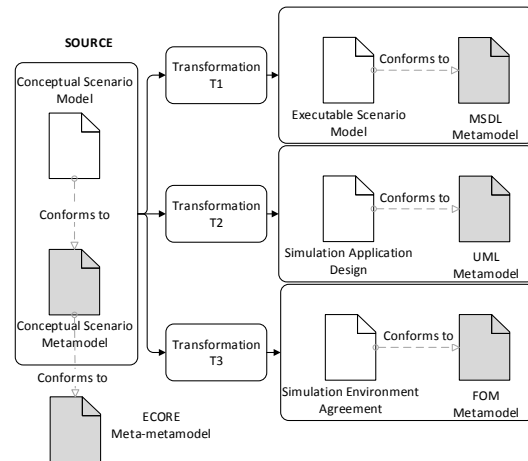 SOURCE
Conceptual Scenario
Model
Conforms to
Conceptual Scenario
Metamodel
Conforms to
ECORE
Meta-metamodel
Transformation
T1
Transformation
T2
Transformation
T3
Conforms to
Executable Scenario
Model
MSDL
Metamodel
Conforms to
Simulation Application
Design
UML
Metamodel
Conforms to
Simulation Environment
Agreement
FOM
Metamodel